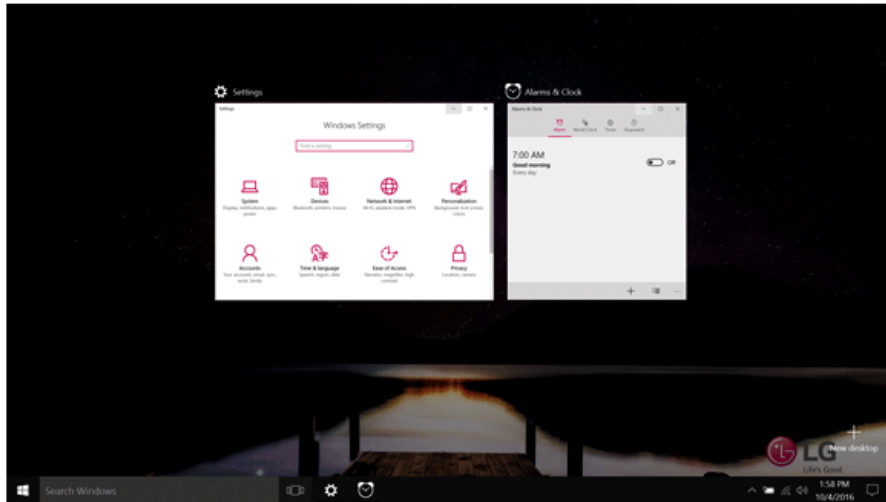 Settings
Alarms & Clock
Settings
Windows Settings
Find a setting
System
Display, notifications, apps,
power
Devices
Bluetooth, printers, mouse
Network & Internet
Wi-Fi, airplane mode, VPN
Personalization
Background, lock screen,
colors
Accounts
Your accounts, email, sync,
work, family
Time & language
Speech, region, date
Ease of Access
Narrator, magnifier, high
contrast
Privacy
Location, camera
Alarms & Clock
Alarm World Clock Timer Stopwatch
7:00 AM
Good morning
Every day
Off
New desktop
LG
Life's Good
Search Windows
1:58 PM
10/4/2016